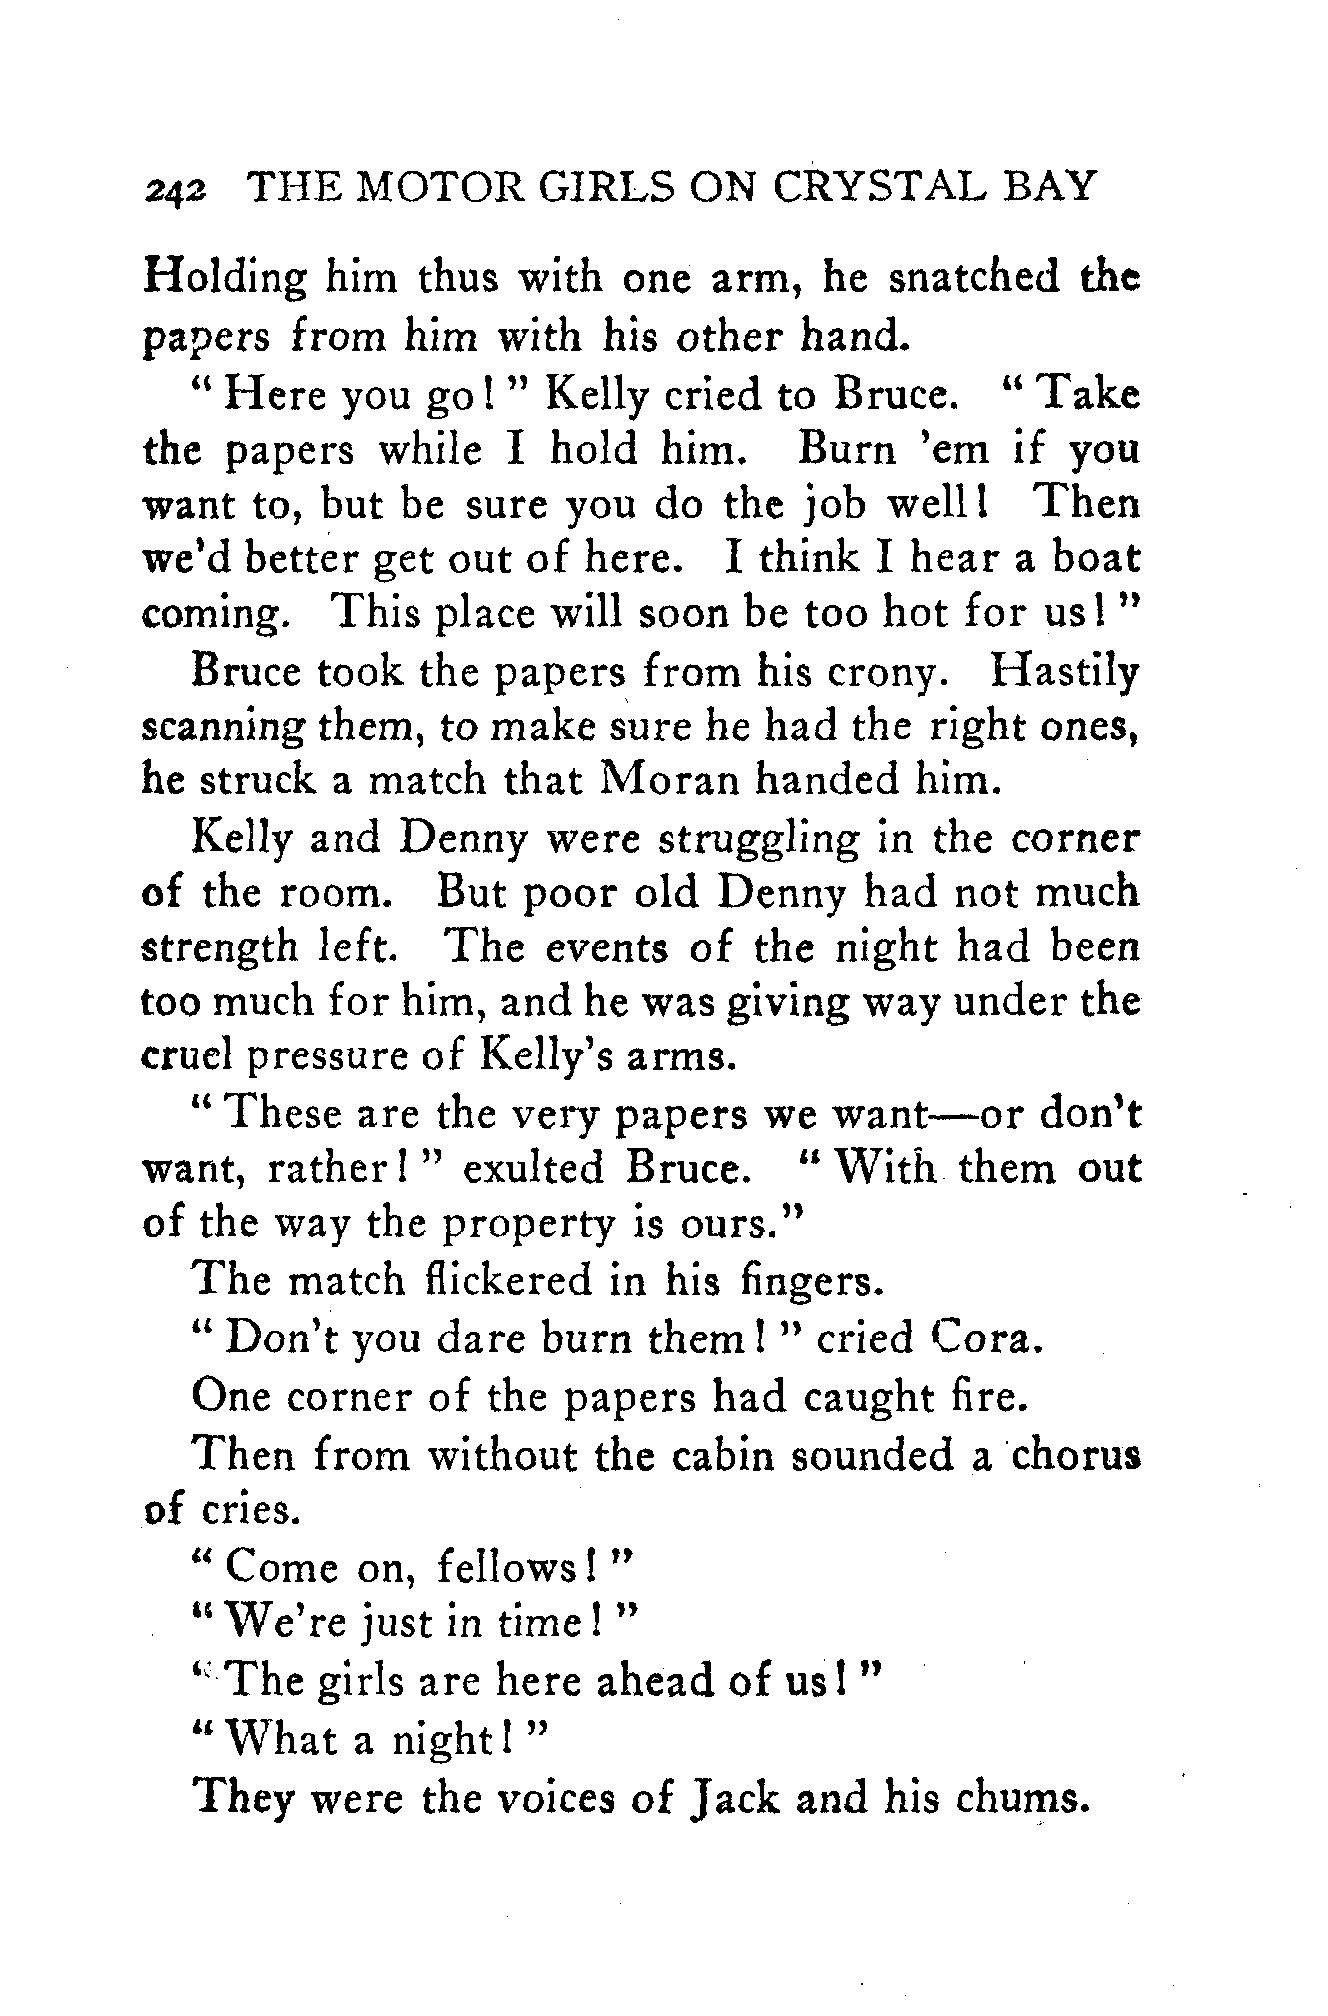 242 THE MOTOR GIRLS ON CRYSTAL BAY
Holding him thus with one arm, he snatched the
papers from him with his other hand.
" Here you go! " Kelly cried to Bruce. " Take
the papers while I hold him. Burn 'em if you
want to, but be sure you do the job well! Then
we'd better get out of here. I think I hear a boat
coming. This place will soon be too hot for us! "
Bruce took the papers from his crony. Hastily
scanning them, to make sure he had the right ones,
he struck a match that Moran handed him.
Kelly and Denny were struggling in the corner
of the room. But poor old Denny had not much
strength left. The events of the night had been
too much for him, and he was giving way under the
cruel pressure of Kelly's arms.
" These are the very papers we want—or don't
want, rather! " exulted Bruce. " With them out
of the way the property is ours."
The match flickered in his fingers.
" Don't you dare burn them! " cried Cora.
One corner of the papers had caught fire.
Then from without the cabin sounded a chorus
of cries.
" Come on, fellows! "
" We're just in time! "
" The girls are here ahead of us! "
" What a night! "
They were the voices of Jack and his chums.